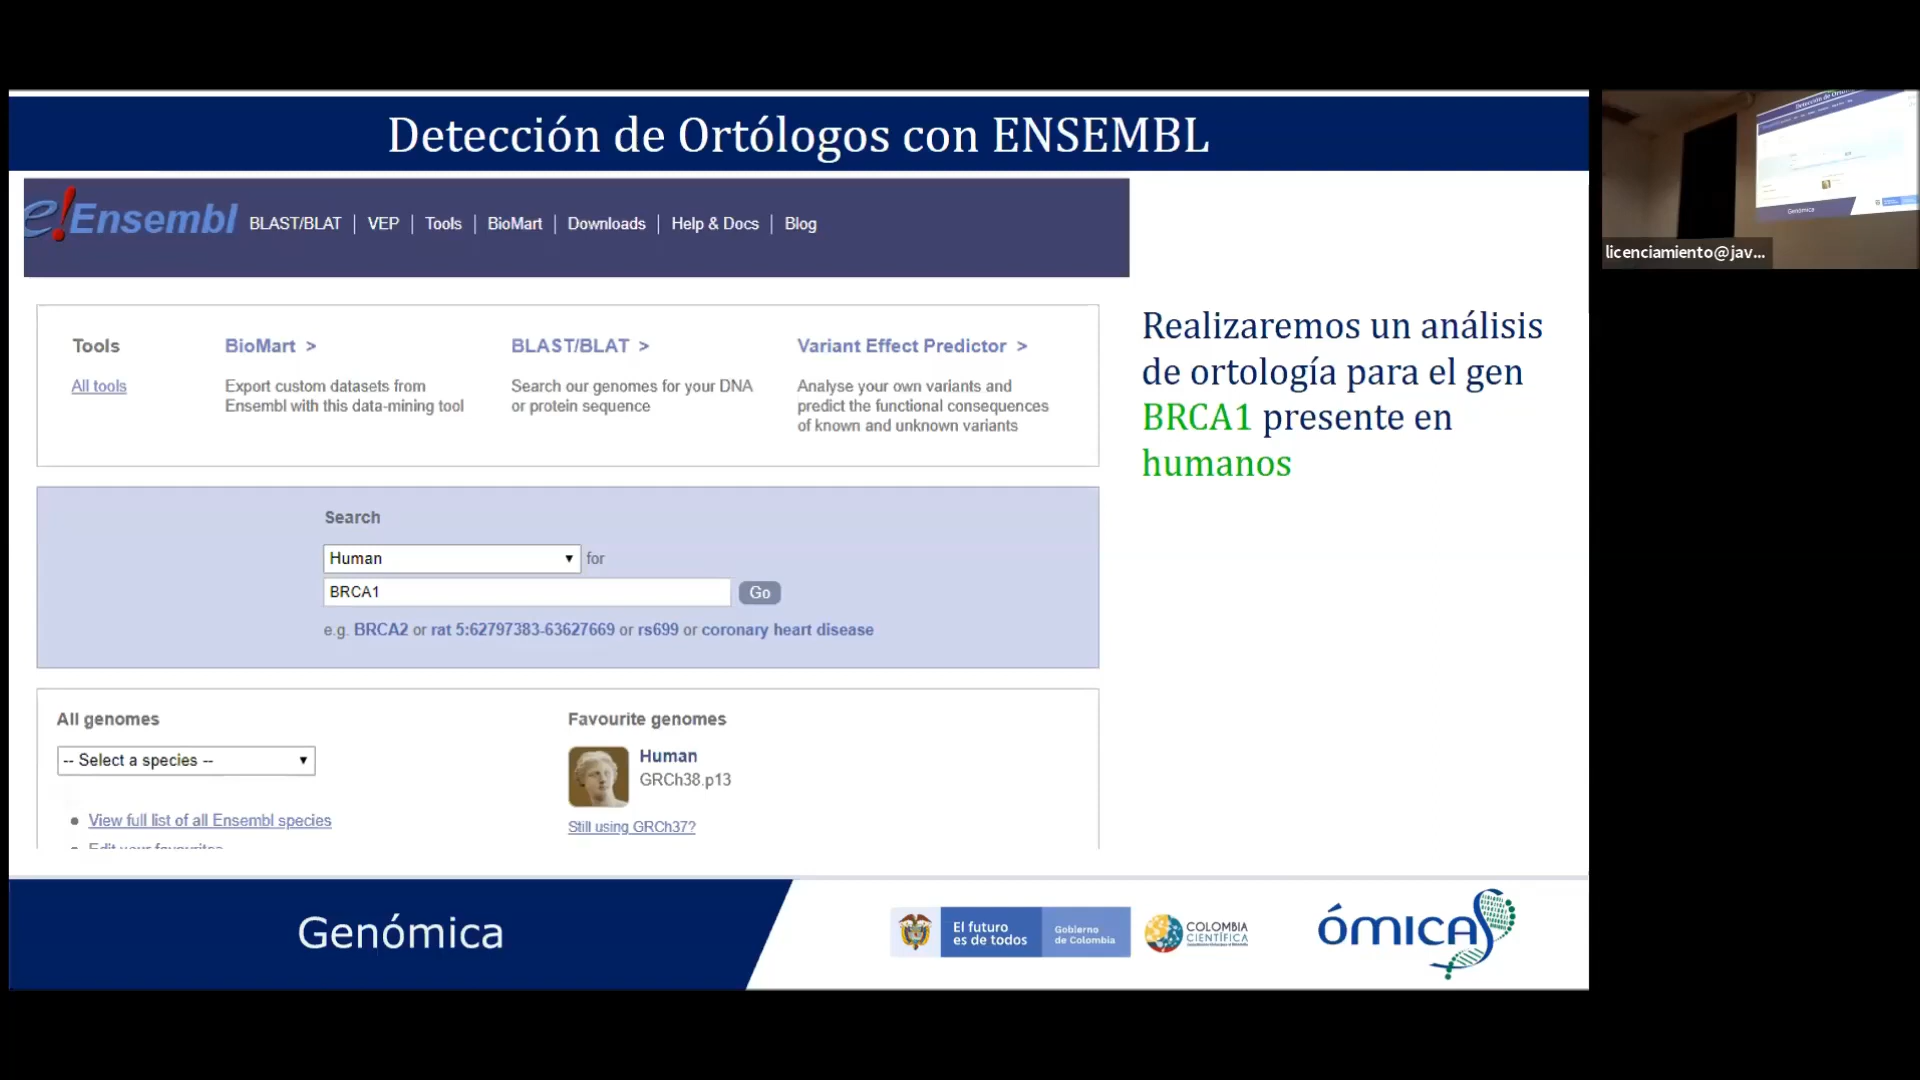 Detección de Ortólogos con ENSEMBL
e!Ensembl BLAST/BLAT | VEP | Tools | BioMart | Downloads | Help & Docs | Blog
Tools
All tools
BioMart >
Export custom datasets from
Ensembl with this data-mining tool
BLAST/BLAT >
Search our genomes for your DNA
or protein sequence
Variant Effect Predictor >
Analyse your own variants and
predict the functional consequences
of known and unknown variants
Search
Human for
BRCA1 Go
e.g. BRCA2 or rat 5:62797383-63627669 or rs699 or coronary heart disease
All genomes
-- Select a species --
View full list of all Ensembl species
Edit your favourites
Favourite genomes
Human
GRCh38.p13
Still using GRCh37?
Realizaremos un análisis
de ortología para el gen
BRCA1 presente en
humanos
Genómica
El futuro
es de todos
Gobierno
de Colombia
COLOMBIA
CIENTÍFICA
ómicas
licenciamiento@jav...
Genómica